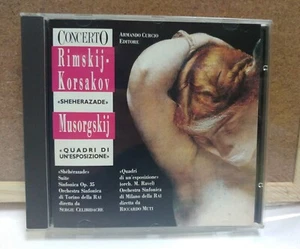 CONCERTO
ARMANDO CURCIO
EDITORE
Rimskij-
Korsakov
«SHEHERAZADE»
Musorgskij
«QUADRI DI
UN'ESPOSIZIONE»
«Shéhérazade»
Suite
Sinfonica Op. 35
Orchestra Sinfonica
di Torino della RAI
diretta da
SERGIU CELIBIDACHE
«Quadri
di un'esposizione»
(orch. M. Ravel)
Orchestra Sinfonica
di Milano della RAI
diretta da
RICCARDO MUTI